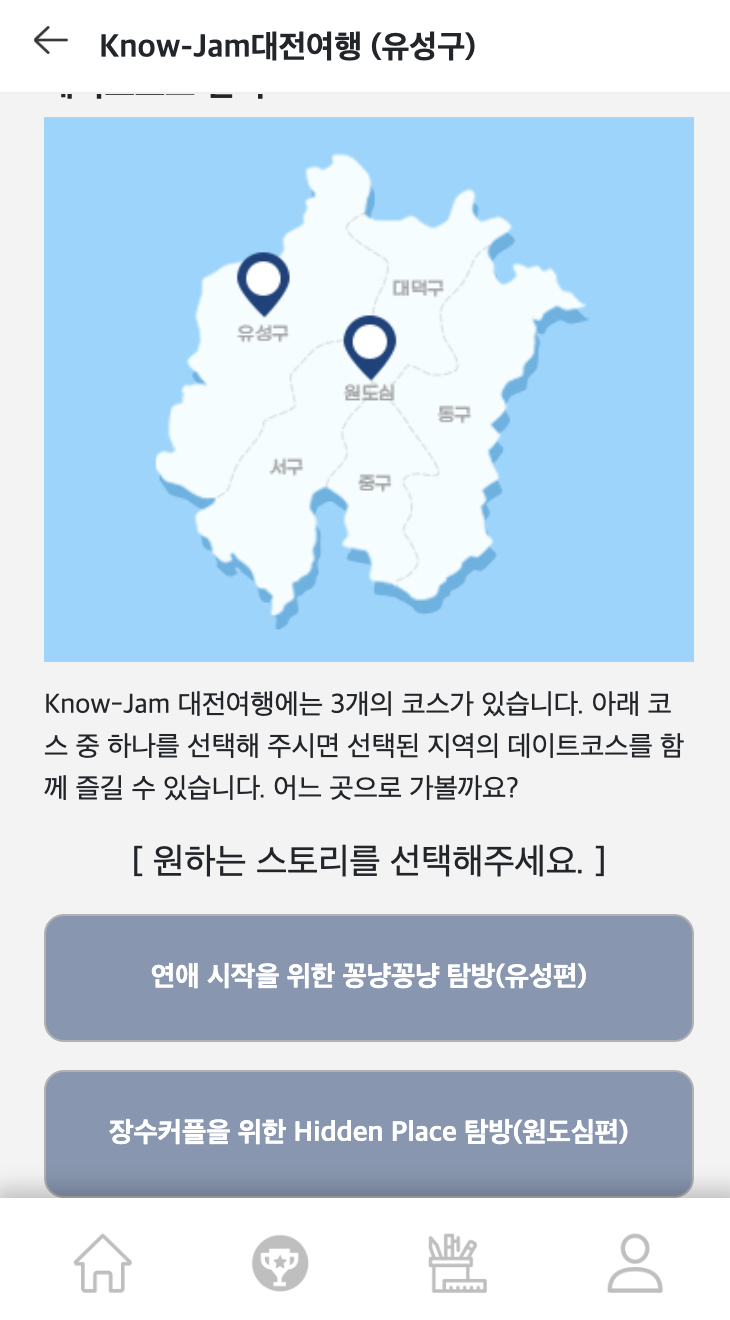 Know-Jam대전여행 (유성구)
대덕구
유성구
원도심
동구
서구
중구
Know-Jam 대전여행에는 3개의 코스가 있습니다. 아래 코
스 중 하나를 선택해 주시면 선택된 지역의 데이트코스를 함
께 즐길 수 있습니다. 어느 곳으로 가볼까요?
[ 원하는 스토리를 선택해주세요. ]
연애 시작을 위한 꽁냥꽁냥 탐방(유성편)
장수커플을 위한 Hidden Place 탐방(원도심편)